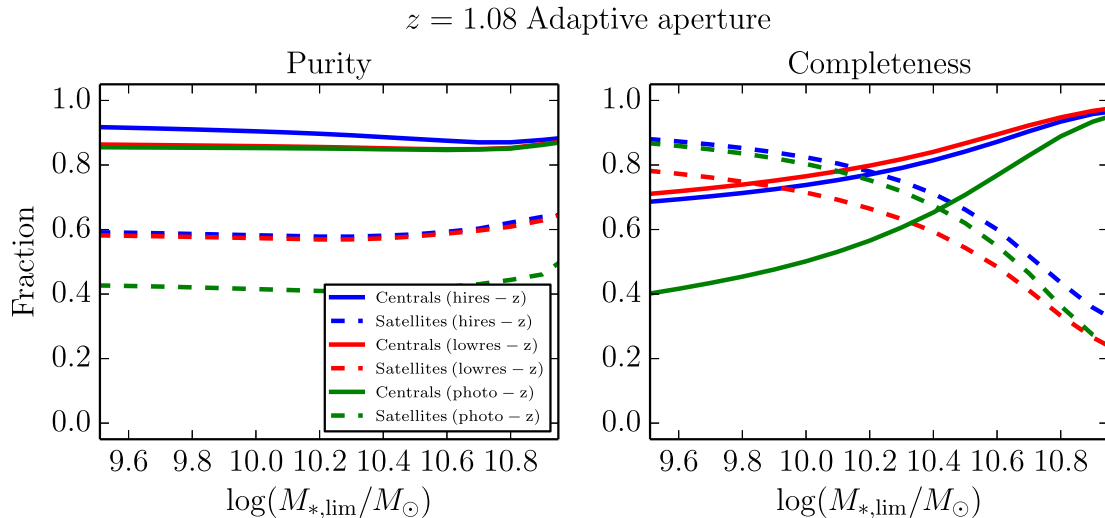 z = 1.08 Adaptive aperture
Purity
Completeness
Fraction
1.0
0.8
0.6
0.4
0.2
0.0
Centrals (hires − z)
Satellites (hires − z)
Centrals (lowres − z)
Satellites (lowres − z)
Centrals (photo − z)
Satellites (photo − z)
9.6 9.8 10.0 10.2 10.4 10.6 10.8
log(M*,lim/M⊙)
1.0
0.8
0.6
0.4
0.2
0.0
9.6 9.8 10.0 10.2 10.4 10.6 10.8
log(M*,lim/M⊙)